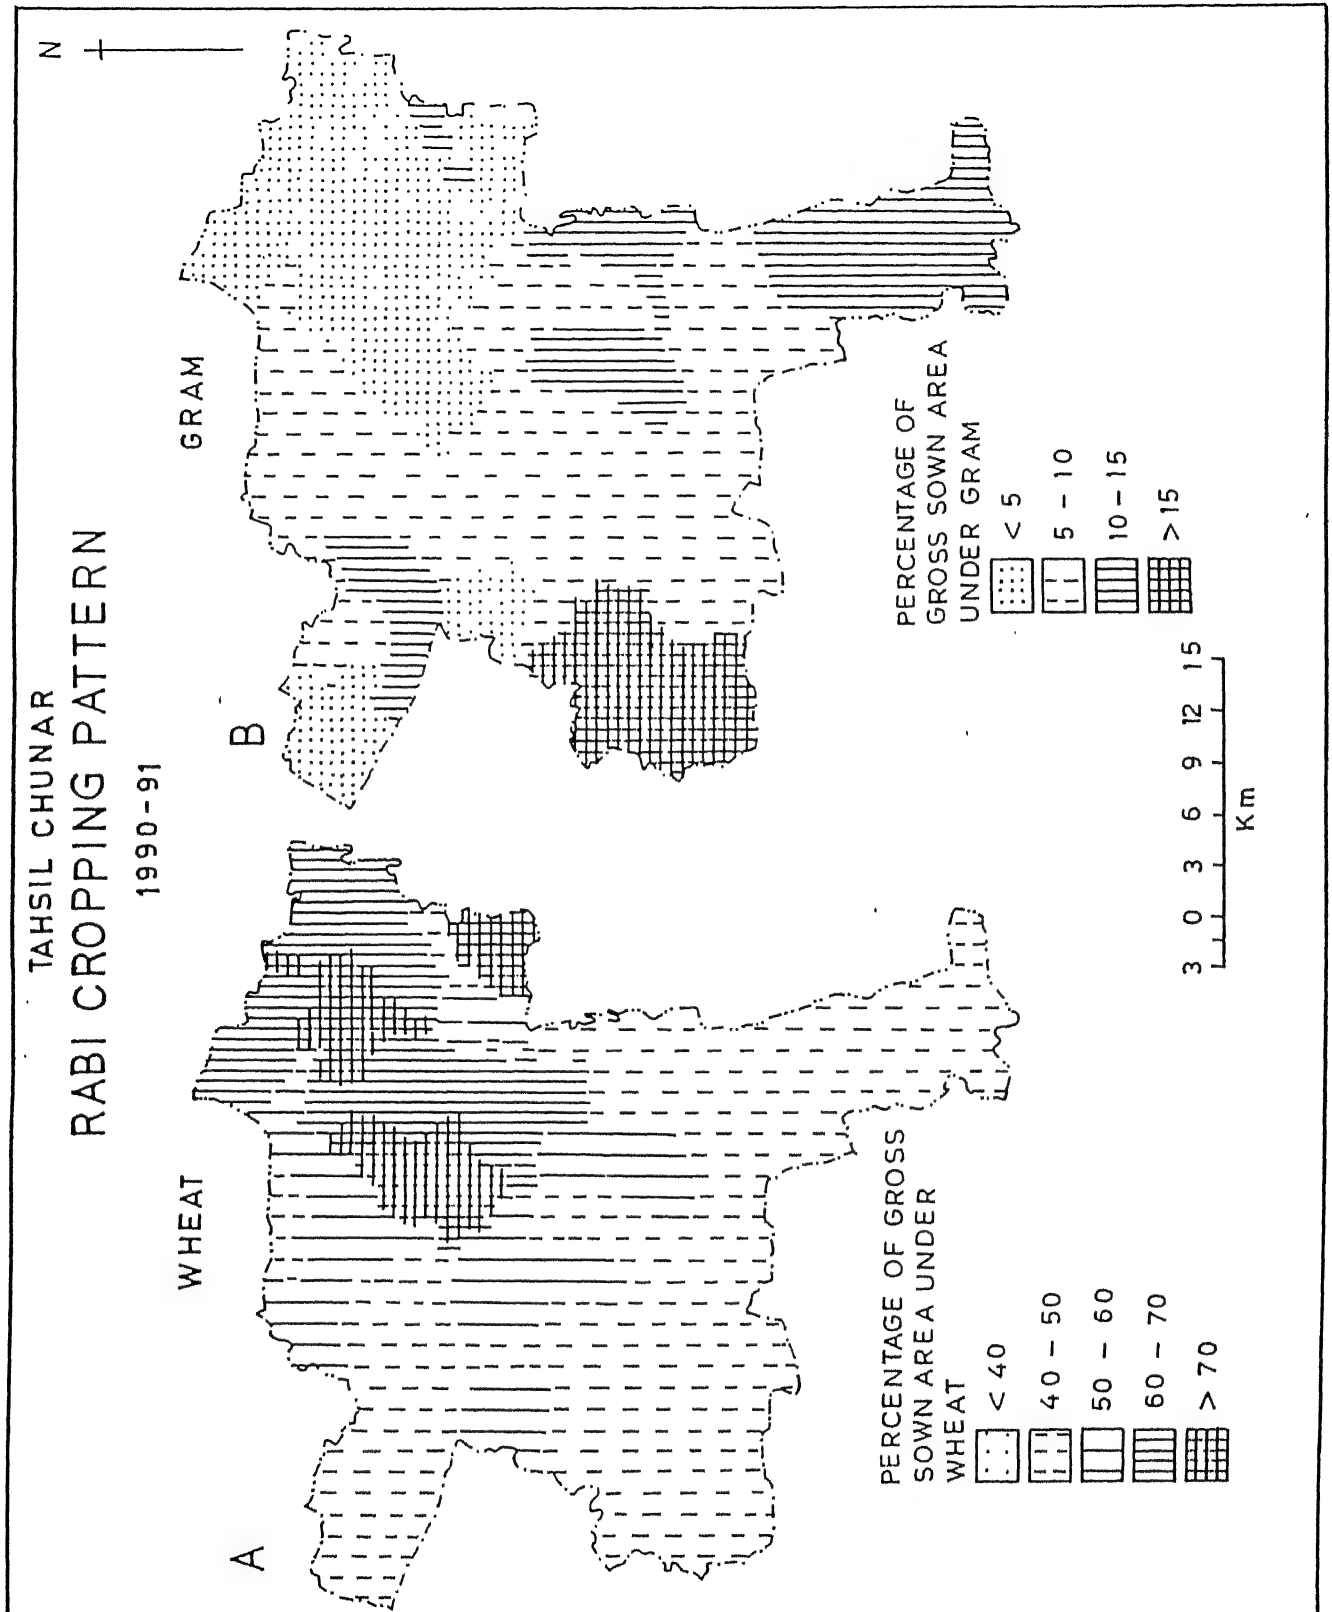 TAHSIL CHUNAR
RABI CROPPING PATTERN
1990-91
N
A
WHEAT
B
GRAM
PERCENTAGE OF GROSS
SOWN AREA UNDER
WHEAT
< 40
40 - 50
50 - 60
60 - 70
> 70
PERCENTAGE OF
GROSS SOWN AREA
UNDER GRAM
< 5
5 - 10
10 - 15
> 15
3 0 3 6 9 12 15
Km